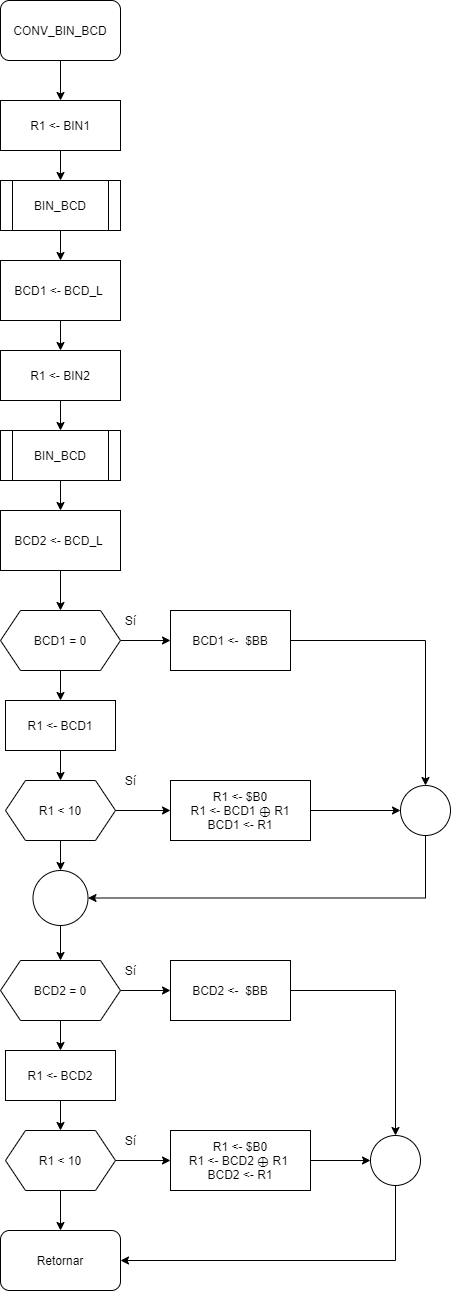 CONV_BIN_BCD
R1 <- BIN1
BIN_BCD
BCD1 <- BCD_L
R1 <- BIN2
BIN_BCD
BCD2 <- BCD_L
BCD1 = 0
Sí
BCD1 <-  $BB
R1 <- BCD1
R1 < 10
Sí
R1 <- $B0
R1 <- BCD1 ⊕ R1
BCD1 <- R1
BCD2 = 0
Sí
BCD2 <-  $BB
R1 <- BCD2
R1 < 10
Sí
R1 <- $B0
R1 <- BCD2 ⊕ R1
BCD2 <- R1
Retornar